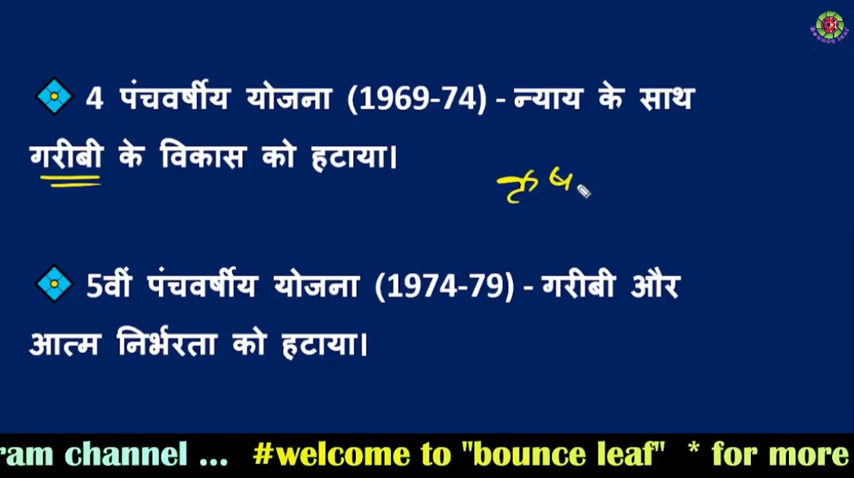 4 पंचवर्षीय योजना (1969-74) - न्याय के साथ
गरीबी के विकास को हटाया।
5वीं पंचवर्षीय योजना (1974-79) - गरीबी और
आत्म निर्भरता को हटाया।
ram channel ... #welcome to "bounce leaf" * for more